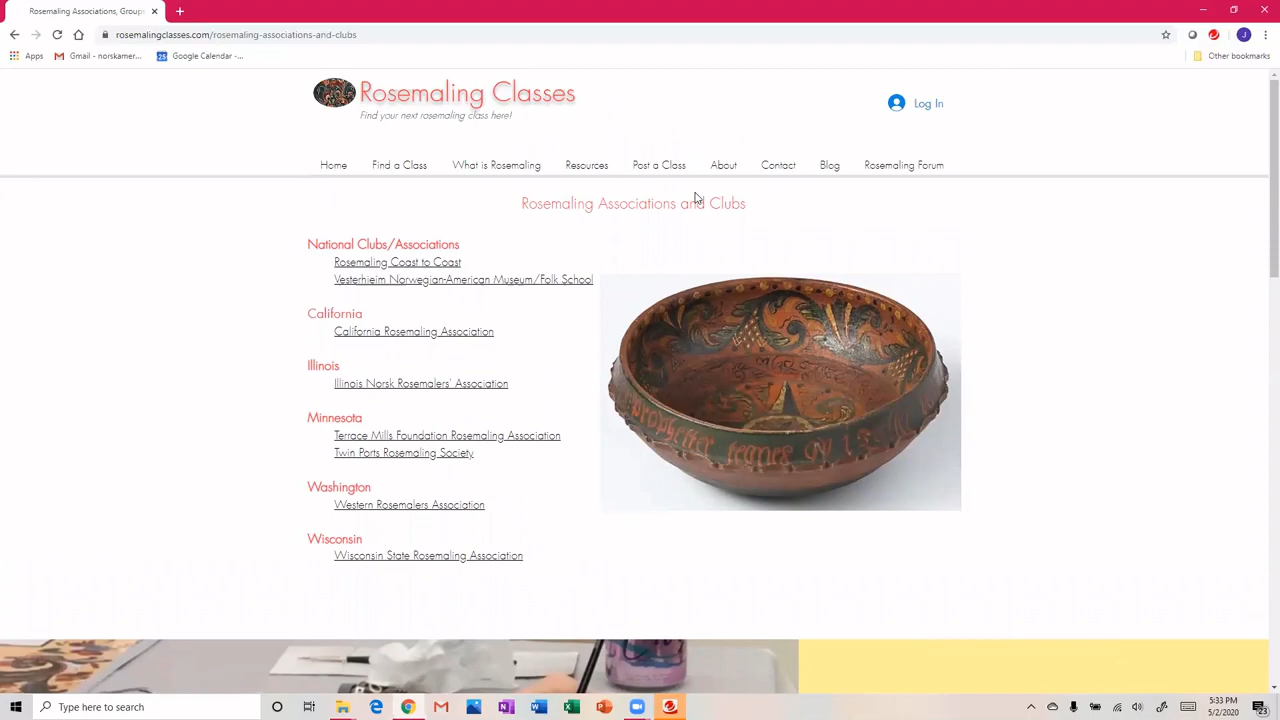 Rosemaling Associations, Group
rosemalingclasses.com/rosemaling-associations-and-clubs
J
Apps
Gmail - norskamer...
25
Google Calendar -...
Other bookmarks
Rosemaling Classes
Find your next rosemaling class here!
Log In
Home
Find a Class
What is Rosemaling
Resources
Post a Class
About
Contact
Blog
Rosemaling Forum
Rosemaling Associations and Clubs
National Clubs/Associations
Rosemaling Coast to Coast
Vesterhieim Norwegian-American Museum/Folk School
California
California Rosemaling Association
Illinois
Illinois Norsk Rosemalers' Association
Minnesota
Terrace Mills Foundation Rosemaling Association
Twin Ports Rosemaling Society
Washington
Western Rosemalers Association
Wisconsin
Wisconsin State Rosemaling Association
Type here to search
5:33 PM
5/2/2020
23